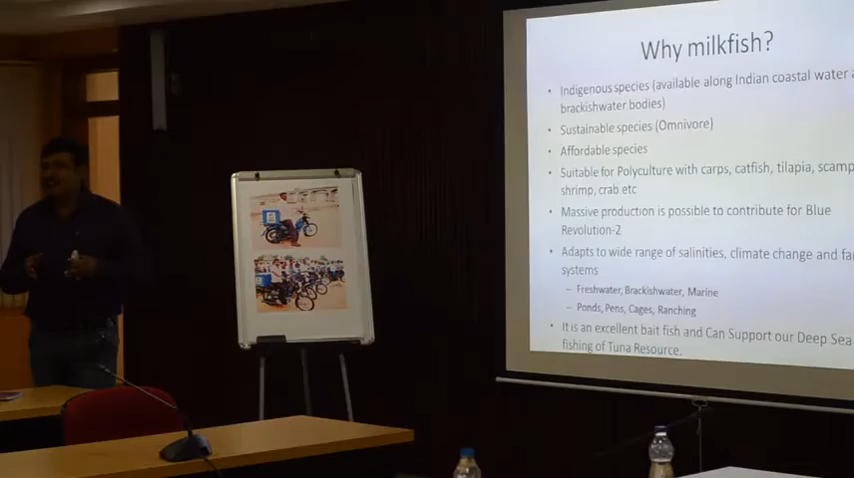 Why milkfish?
• Indigenous species (available along Indian coastal water
brackishwater bodies)
• Sustainable species (Omnivore)
• Affordable species
• Suitable for Polyculture with carps, catfish, tilapia, scamp
shrimp, crab etc
• Massive production is possible to contribute for Blue
Revolution-2
• Adapts to wide range of salinities, climate change and fa
systems
– Freshwater, Brackishwater, Marine
– Ponds, Pens, Cages, Ranching
• It is an excellent bait fish and Can Support our Deep Sea
fishing of Tuna Resource.